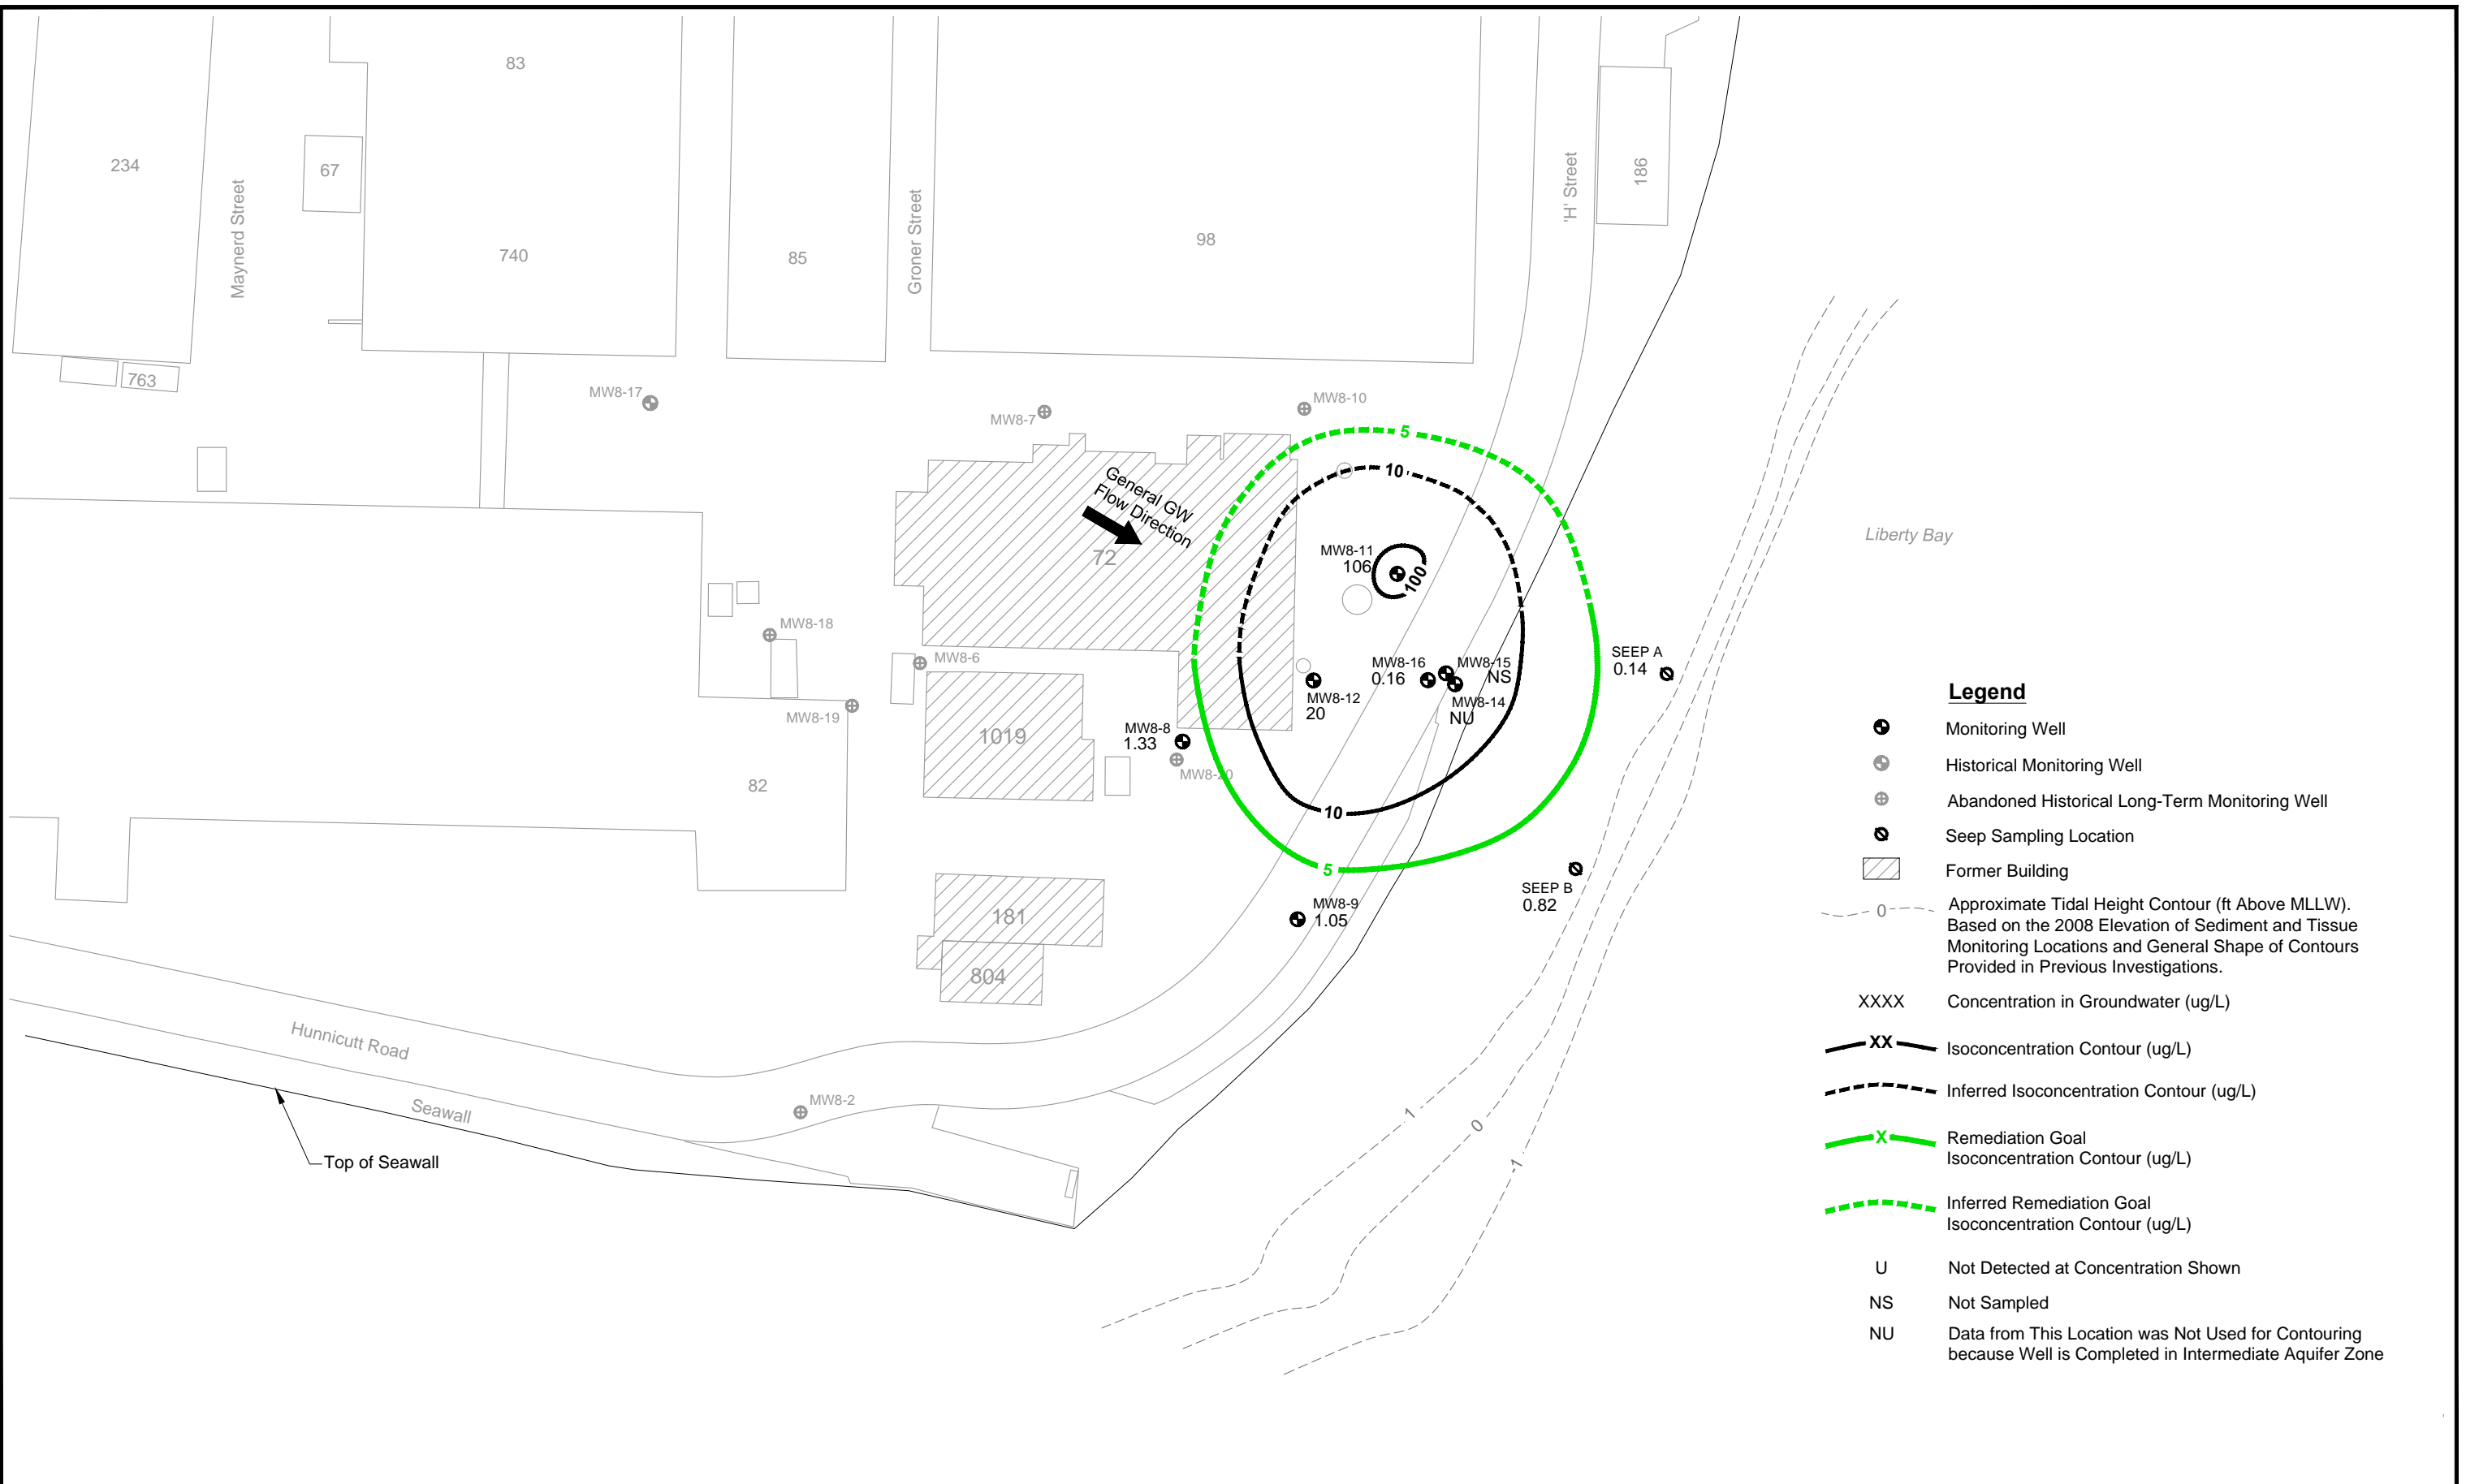 83
234
67
Maynerd Street
740
85
Groner Street
98
'H' Street
186
763
MW8-17
MW8-7
MW8-10
5
10
General GW
Flow Direction
72
MW8-11
106
100
Liberty Bay
MW8-18
MW8-6
MW8-19
1019
82
MW8-8
1.33
MW8-20
MW8-12
20
MW8-16
0.16
MW8-15
NS
MW8-14
NU
SEEP A
0.14
10
5
SEEP B
0.82
MW8-9
1.05
181
804
Hunnicutt Road
Seawall
MW8-2
Top of Seawall
1
0
-1
Legend
Monitoring Well
Historical Monitoring Well
Abandoned Historical Long-Term Monitoring Well
Seep Sampling Location
Former Building
0
Approximate Tidal Height Contour (ft Above MLLW).
Based on the 2008 Elevation of Sediment and Tissue
Monitoring Locations and General Shape of Contours
Provided in Previous Investigations.
XXXX Concentration in Groundwater (ug/L)
XX Isoconcentration Contour (ug/L)
Inferred Isoconcentration Contour (ug/L)
X Remediation Goal
Isoconcentration Contour (ug/L)
Inferred Remediation Goal
Isoconcentration Contour (ug/L)
U Not Detected at Concentration Shown
NS Not Sampled
NU Data from This Location was Not Used for Contouring
because Well is Completed in Intermediate Aquifer Zone